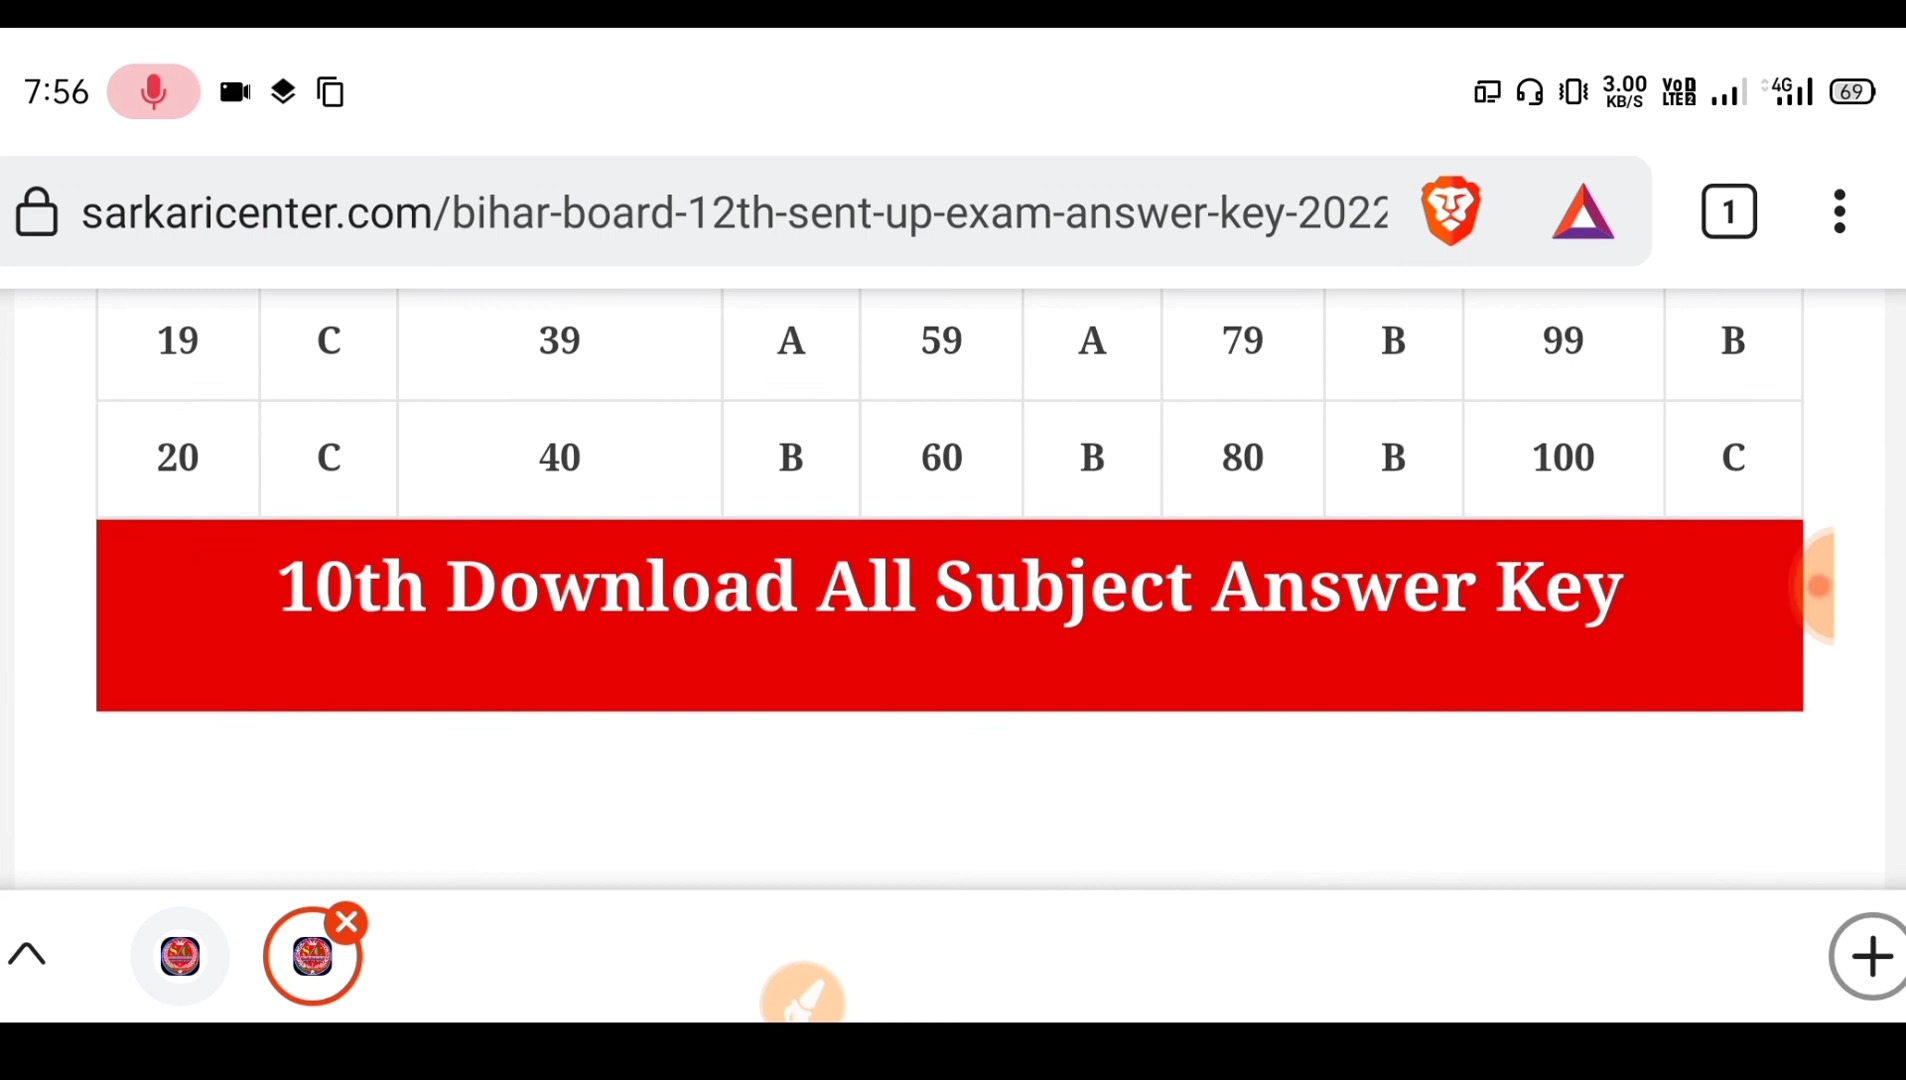 7:56 3.00 KB/S Vo LTE 2 4G 69
sarkaricenter.com/bihar-board-12th-sent-up-exam-answer-key-2022 1
19 C 39 A 59 A 79 B 99 B
20 C 40 B 60 B 80 B 100 C
10th Download All Subject Answer Key